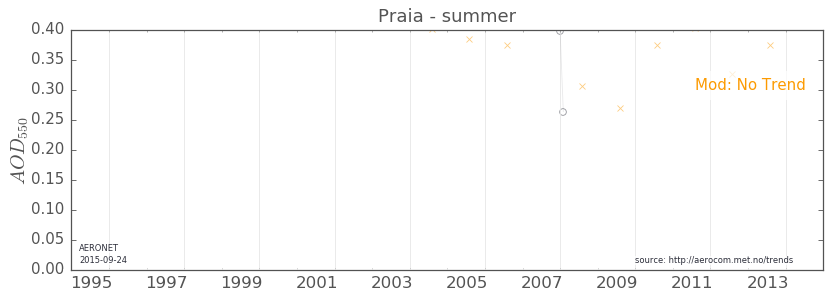 Praia - summer
0.40
0.35
0.30
0.25
0.20
0.15
0.10
0.05
0.00
AOD550
Mod: No Trend
AERONET
2015-09-24
source: http://aerocom.met.no/trends
1995 1997 1999 2001 2003 2005 2007 2009 2011 2013